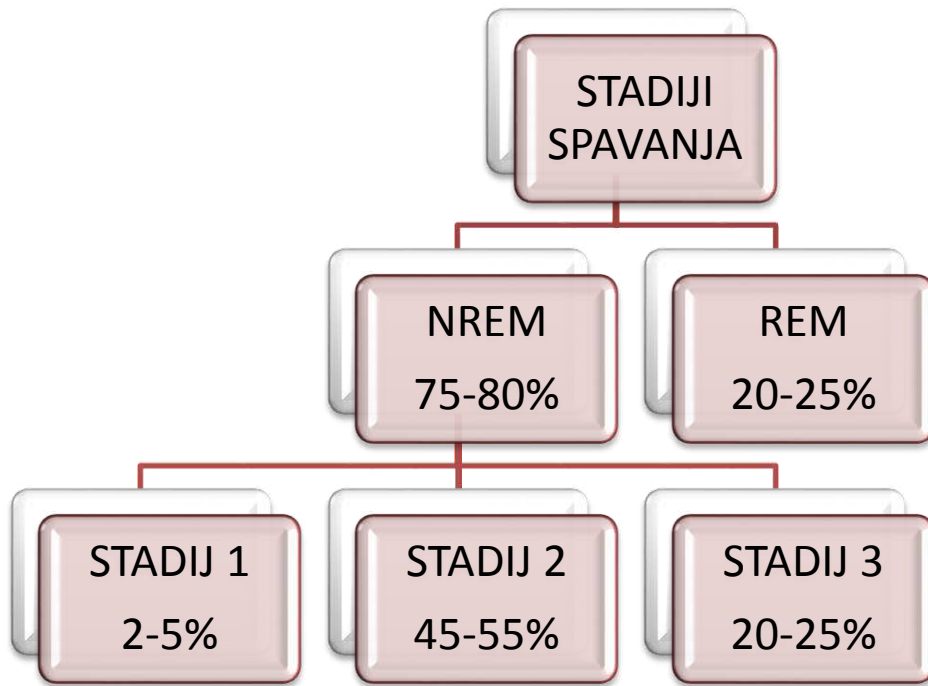 STADIJI
SPAVANJA
NREM
75-80%
REM
20-25%
STADIJ 1
2-5%
STADIJ 2
45-55%
STADIJ 3
20-25%